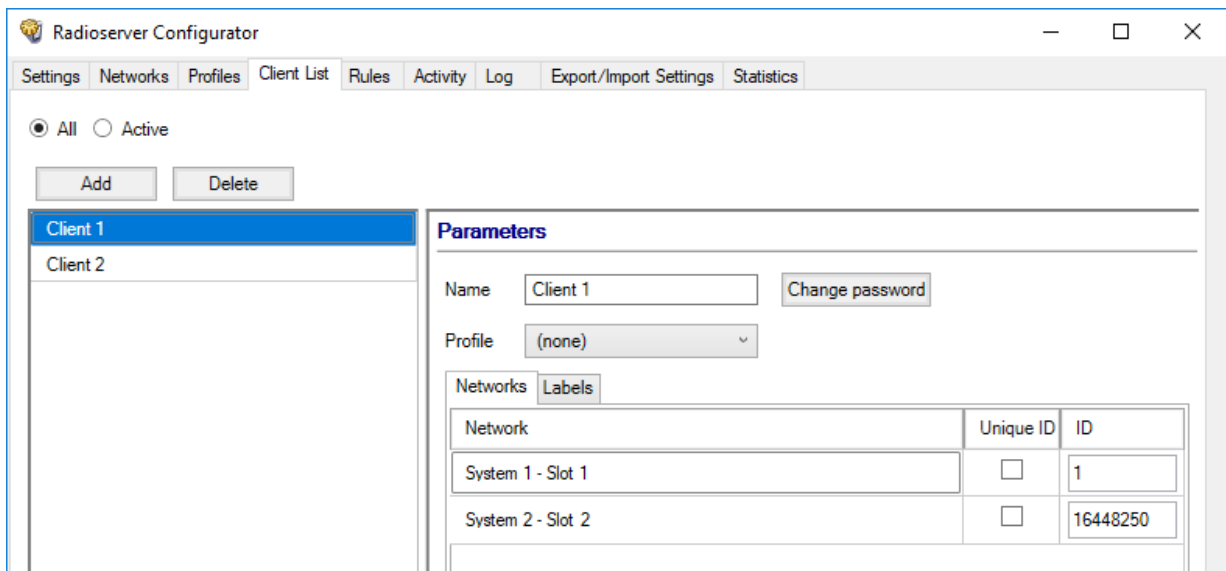 Radioserver Configurator
Settings Networks Profiles Client List Rules Activity Log Export/Import Settings Statistics
All Active
Add Delete
Client 1
Client 2
Parameters
Name Client 1 Change password
Profile (none)
Networks Labels
Network Unique ID ID
System 1 - Slot 1 1
System 2 - Slot 2 16448250